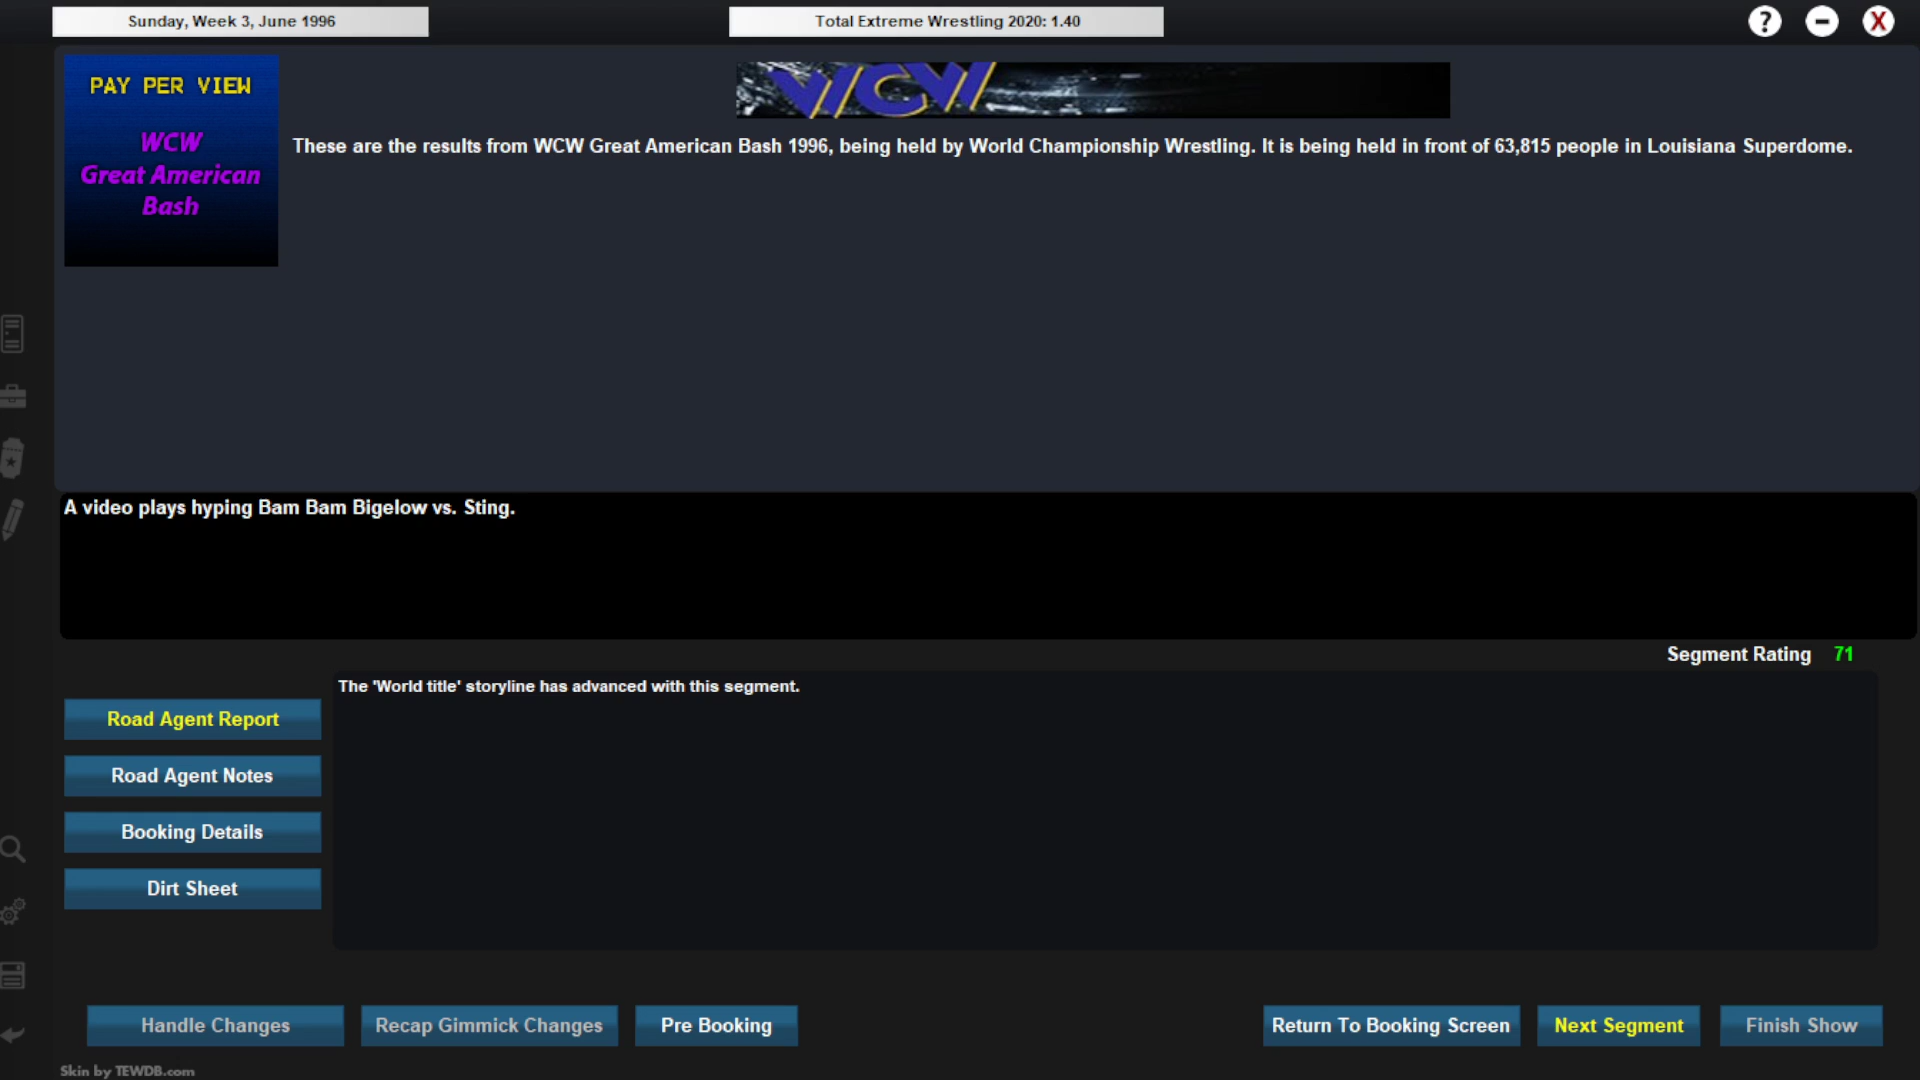 Sunday, Week 3, June 1996
Total Extreme Wrestling 2020: 1.40
?
X
PAY PER VIEW
WCW
Great American
Bash
WCW
These are the results from WCW Great American Bash 1996, being held by World Championship Wrestling. It is being held in front of 63,815 people in Louisiana Superdome.
A video plays hyping Bam Bam Bigelow vs. Sting.
Segment Rating 71
The 'World title' storyline has advanced with this segment.
Road Agent Report
Road Agent Notes
Booking Details
Dirt Sheet
Handle Changes
Recap Gimmick Changes
Pre Booking
Return To Booking Screen
Next Segment
Finish Show
Skin by TEWDB.com